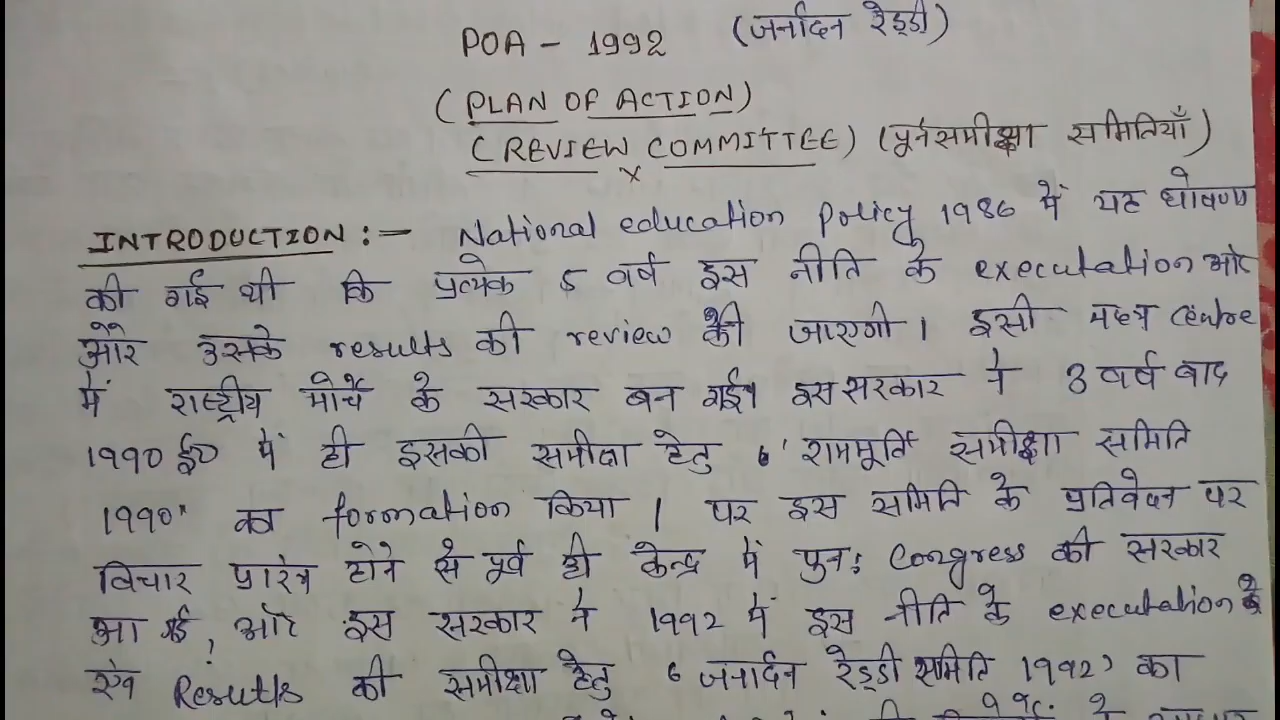 POA - 1992 (जर्नादन रेड्डी)
(PLAN OF ACTION)
(REVIEW COMMITTEE) (पुर्नसमीक्षा समितियाँ)
INTRODUCTION :- National education Policy 1986 में यह घोषणा
की गई थी कि प्रत्येक 5 वर्ष इस नीति के executation और
और उसके results की review की जाएगी। इसी मध्य Centre
में राष्ट्रीय मोर्चे के सरकार बन गई। इस सरकार ने 3 वर्ष बाद
1990 ई० में ही इसकी समीक्षा हेतु 'राममूर्ति समीक्षा समिति
1990" का formation किया। पर इस समिति के प्रतिवेदन पर
विचार प्रारंभ होने से पूर्व ही केन्द्र में पुनः Congress की सरकार
आ गई, और इस सरकार ने 1992 में इस नीति के executation के
एवं Results की समीक्षा हेतु 'जनार्दन रेड्डी समिति 1992' का